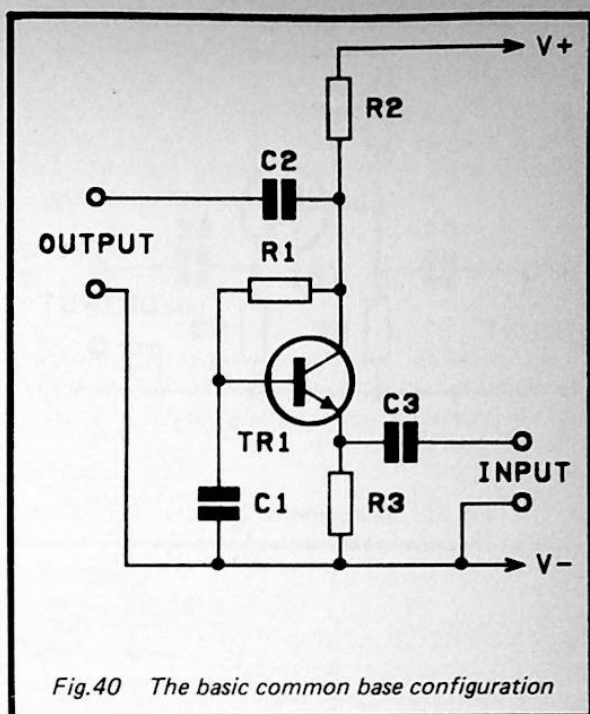 V+
R2
C2
OUTPUT
R1
C3
TR1
INPUT
C1
R3
V-
Fig.40 The basic common base configuration